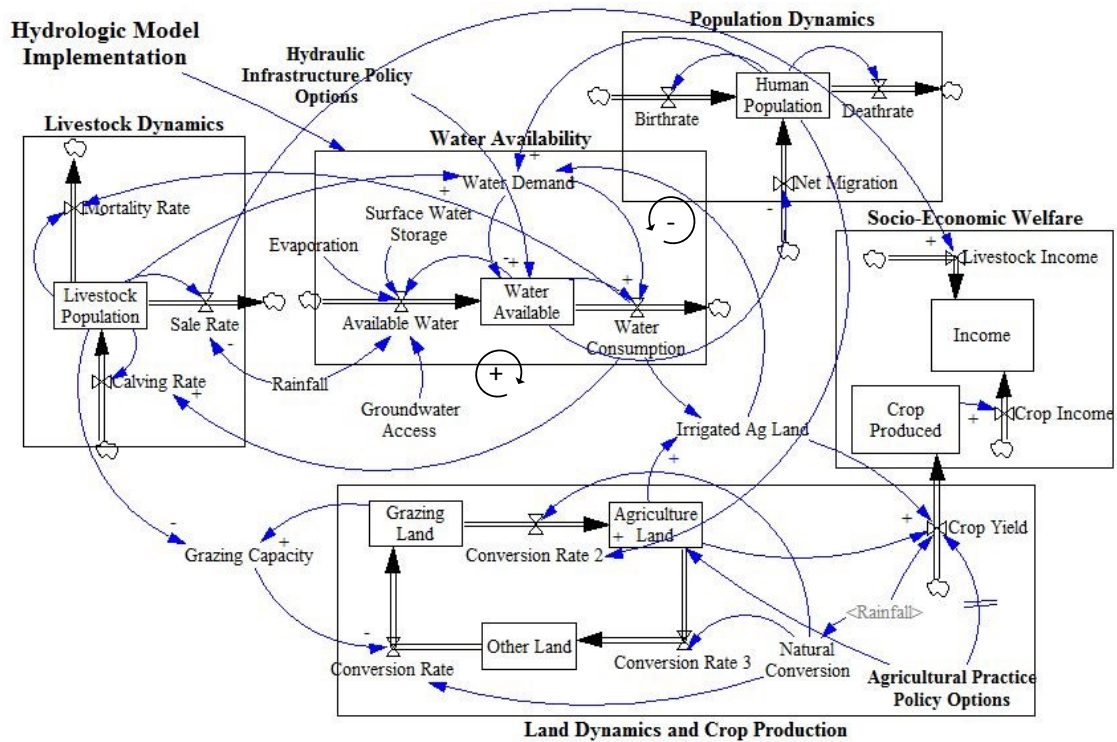 Population Dynamics
Hydrologic Model
Implementation
Hydraulic
Infrastructure Policy
Options
Human
Population
Birthrate
Deathrate
Livestock Dynamics
Water Availability
+
+
Water Demand
Net Migration
-
Mortality Rate
Surface Water
Storage
-
Socio-Economic Welfare
Evaporation
+
Livestock Income
-
+
+
Livestock
Population
Water
Available
Sale Rate
-
Available Water
Water
Consumption
Income
+
Calving Rate
+
Rainfall
Groundwater
Access
Crop
Produced
+
Crop Income
Irrigated Ag Land
+
Grazing
Land
Agriculture
Land
+
+
Crop Yield
-
+
Grazing Capacity
Conversion Rate 2
<Rainfall>
-
Other Land
Conversion Rate
Conversion Rate 3
Natural
Conversion
Agricultural Practice
Policy Options
Land Dynamics and Crop Production